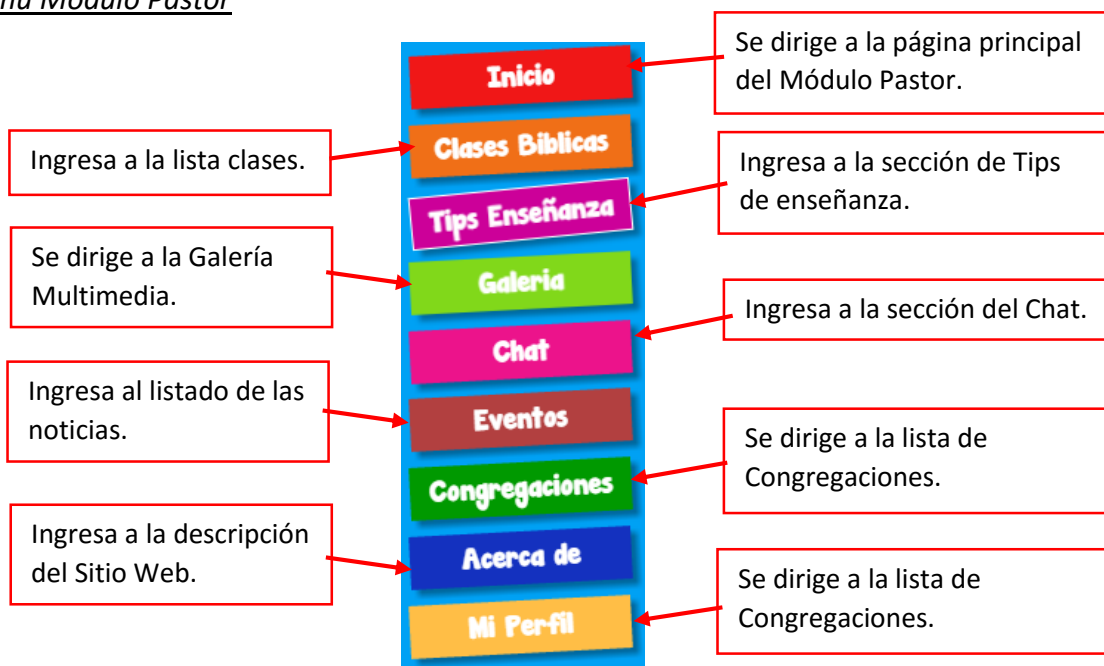 Módulo Pastor
Inicio
Se dirige a la página principal
del Módulo Pastor.
Clases Biblicas
Ingresa a la lista clases.
Tips Enseñanza
Ingresa a la sección de Tips
de enseñanza.
Galeria
Se dirige a la Galería
Multimedia.
Chat
Ingresa a la sección del Chat.
Eventos
Ingresa al listado de las
noticias.
Congregaciones
Se dirige a la lista de
Congregaciones.
Acerca de
Ingresa a la descripción
del Sitio Web.
Mi Perfil
Se dirige a la lista de
Congregaciones.